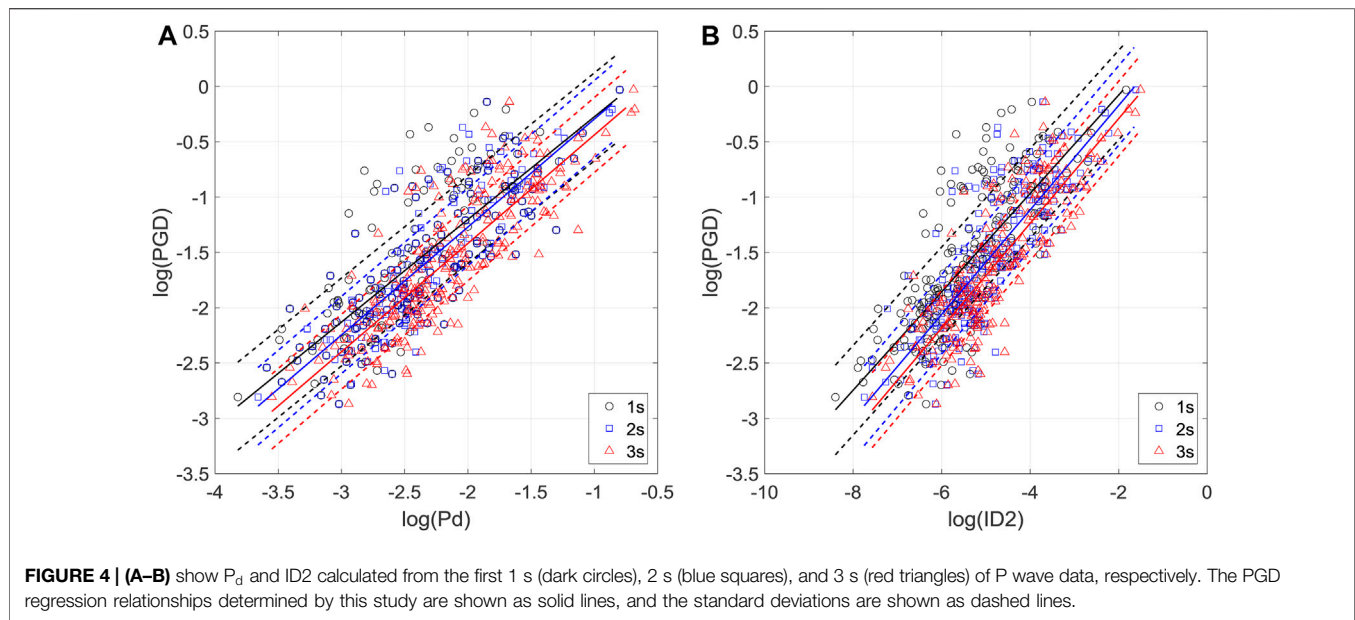 A
0.5
0
-0.5
-1
-1.5
-2
-2.5
-3
-3.5
log(PGD)
-4 -3.5 -3 -2.5 -2 -1.5 -1 -0.5
log(Pd)
1s
2s
3s
B
0.5
0
-0.5
-1
-1.5
-2
-2.5
-3
-3.5
log(PGD)
-10 -8 -6 -4 -2 0
log(ID2)
1s
2s
3s
FIGURE 4 | (A–B) show Pd and ID2 calculated from the first 1 s (dark circles), 2 s (blue squares), and 3 s (red triangles) of P wave data, respectively. The PGD
regression relationships determined by this study are shown as solid lines, and the standard deviations are shown as dashed lines.